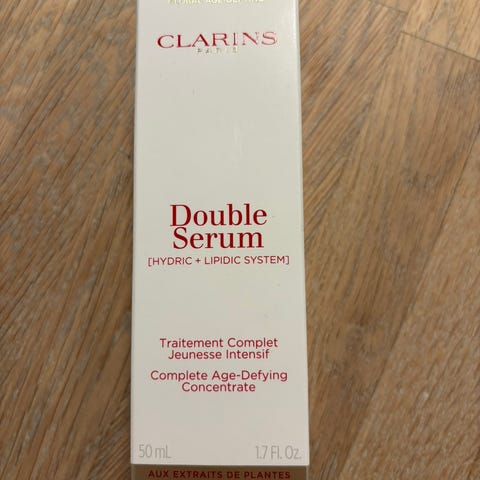 CLARINS
PARIS
Double
Serum
[HYDRIC + LIPIDIC SYSTEM]
Traitement Complet
Jeunesse Intensif
Complete Age-Defying
Concentrate
50 mL 1.7 Fl. Oz.
AUX EXTRAITS DE PLANTES